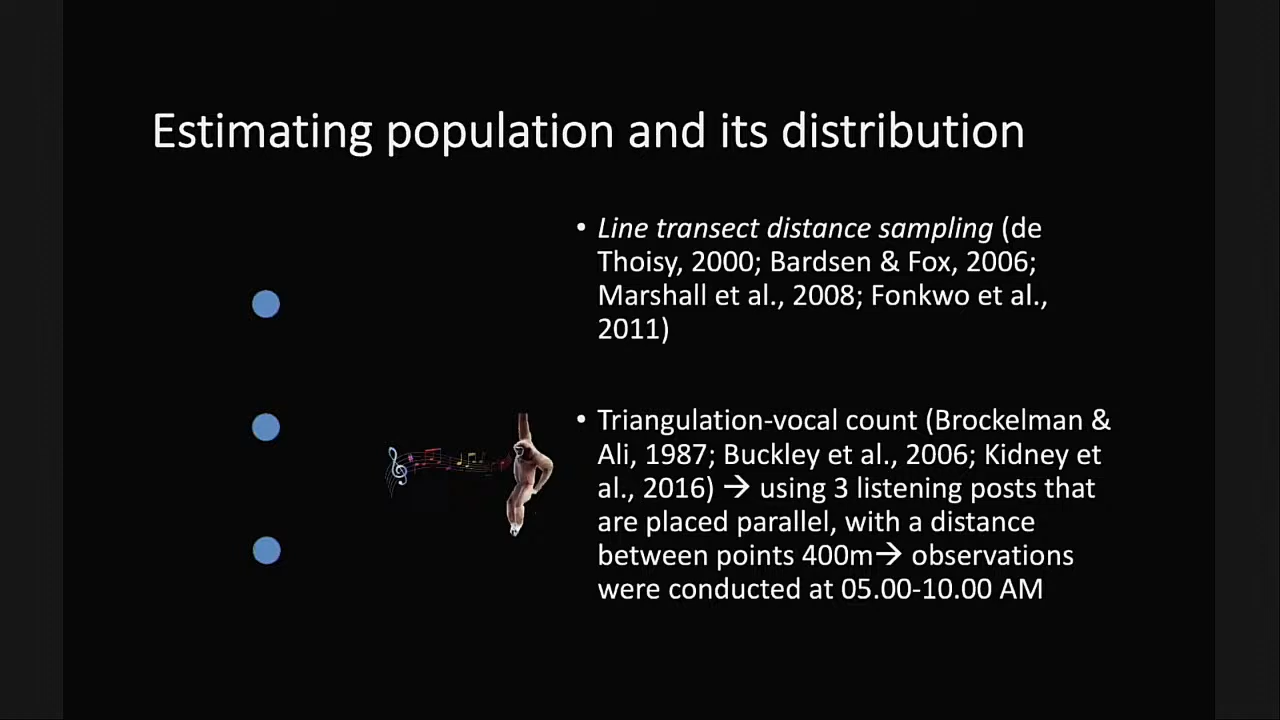 Estimating population and its distribution
• Line transect distance sampling (de
Thoisy, 2000; Bardsen & Fox, 2006;
Marshall et al., 2008; Fonkwo et al.,
2011)
• Triangulation-vocal count (Brockelman &
Ali, 1987; Buckley et al., 2006; Kidney et
al., 2016) → using 3 listening posts that
are placed parallel, with a distance
between points 400m→ observations
were conducted at 05.00-10.00 AM